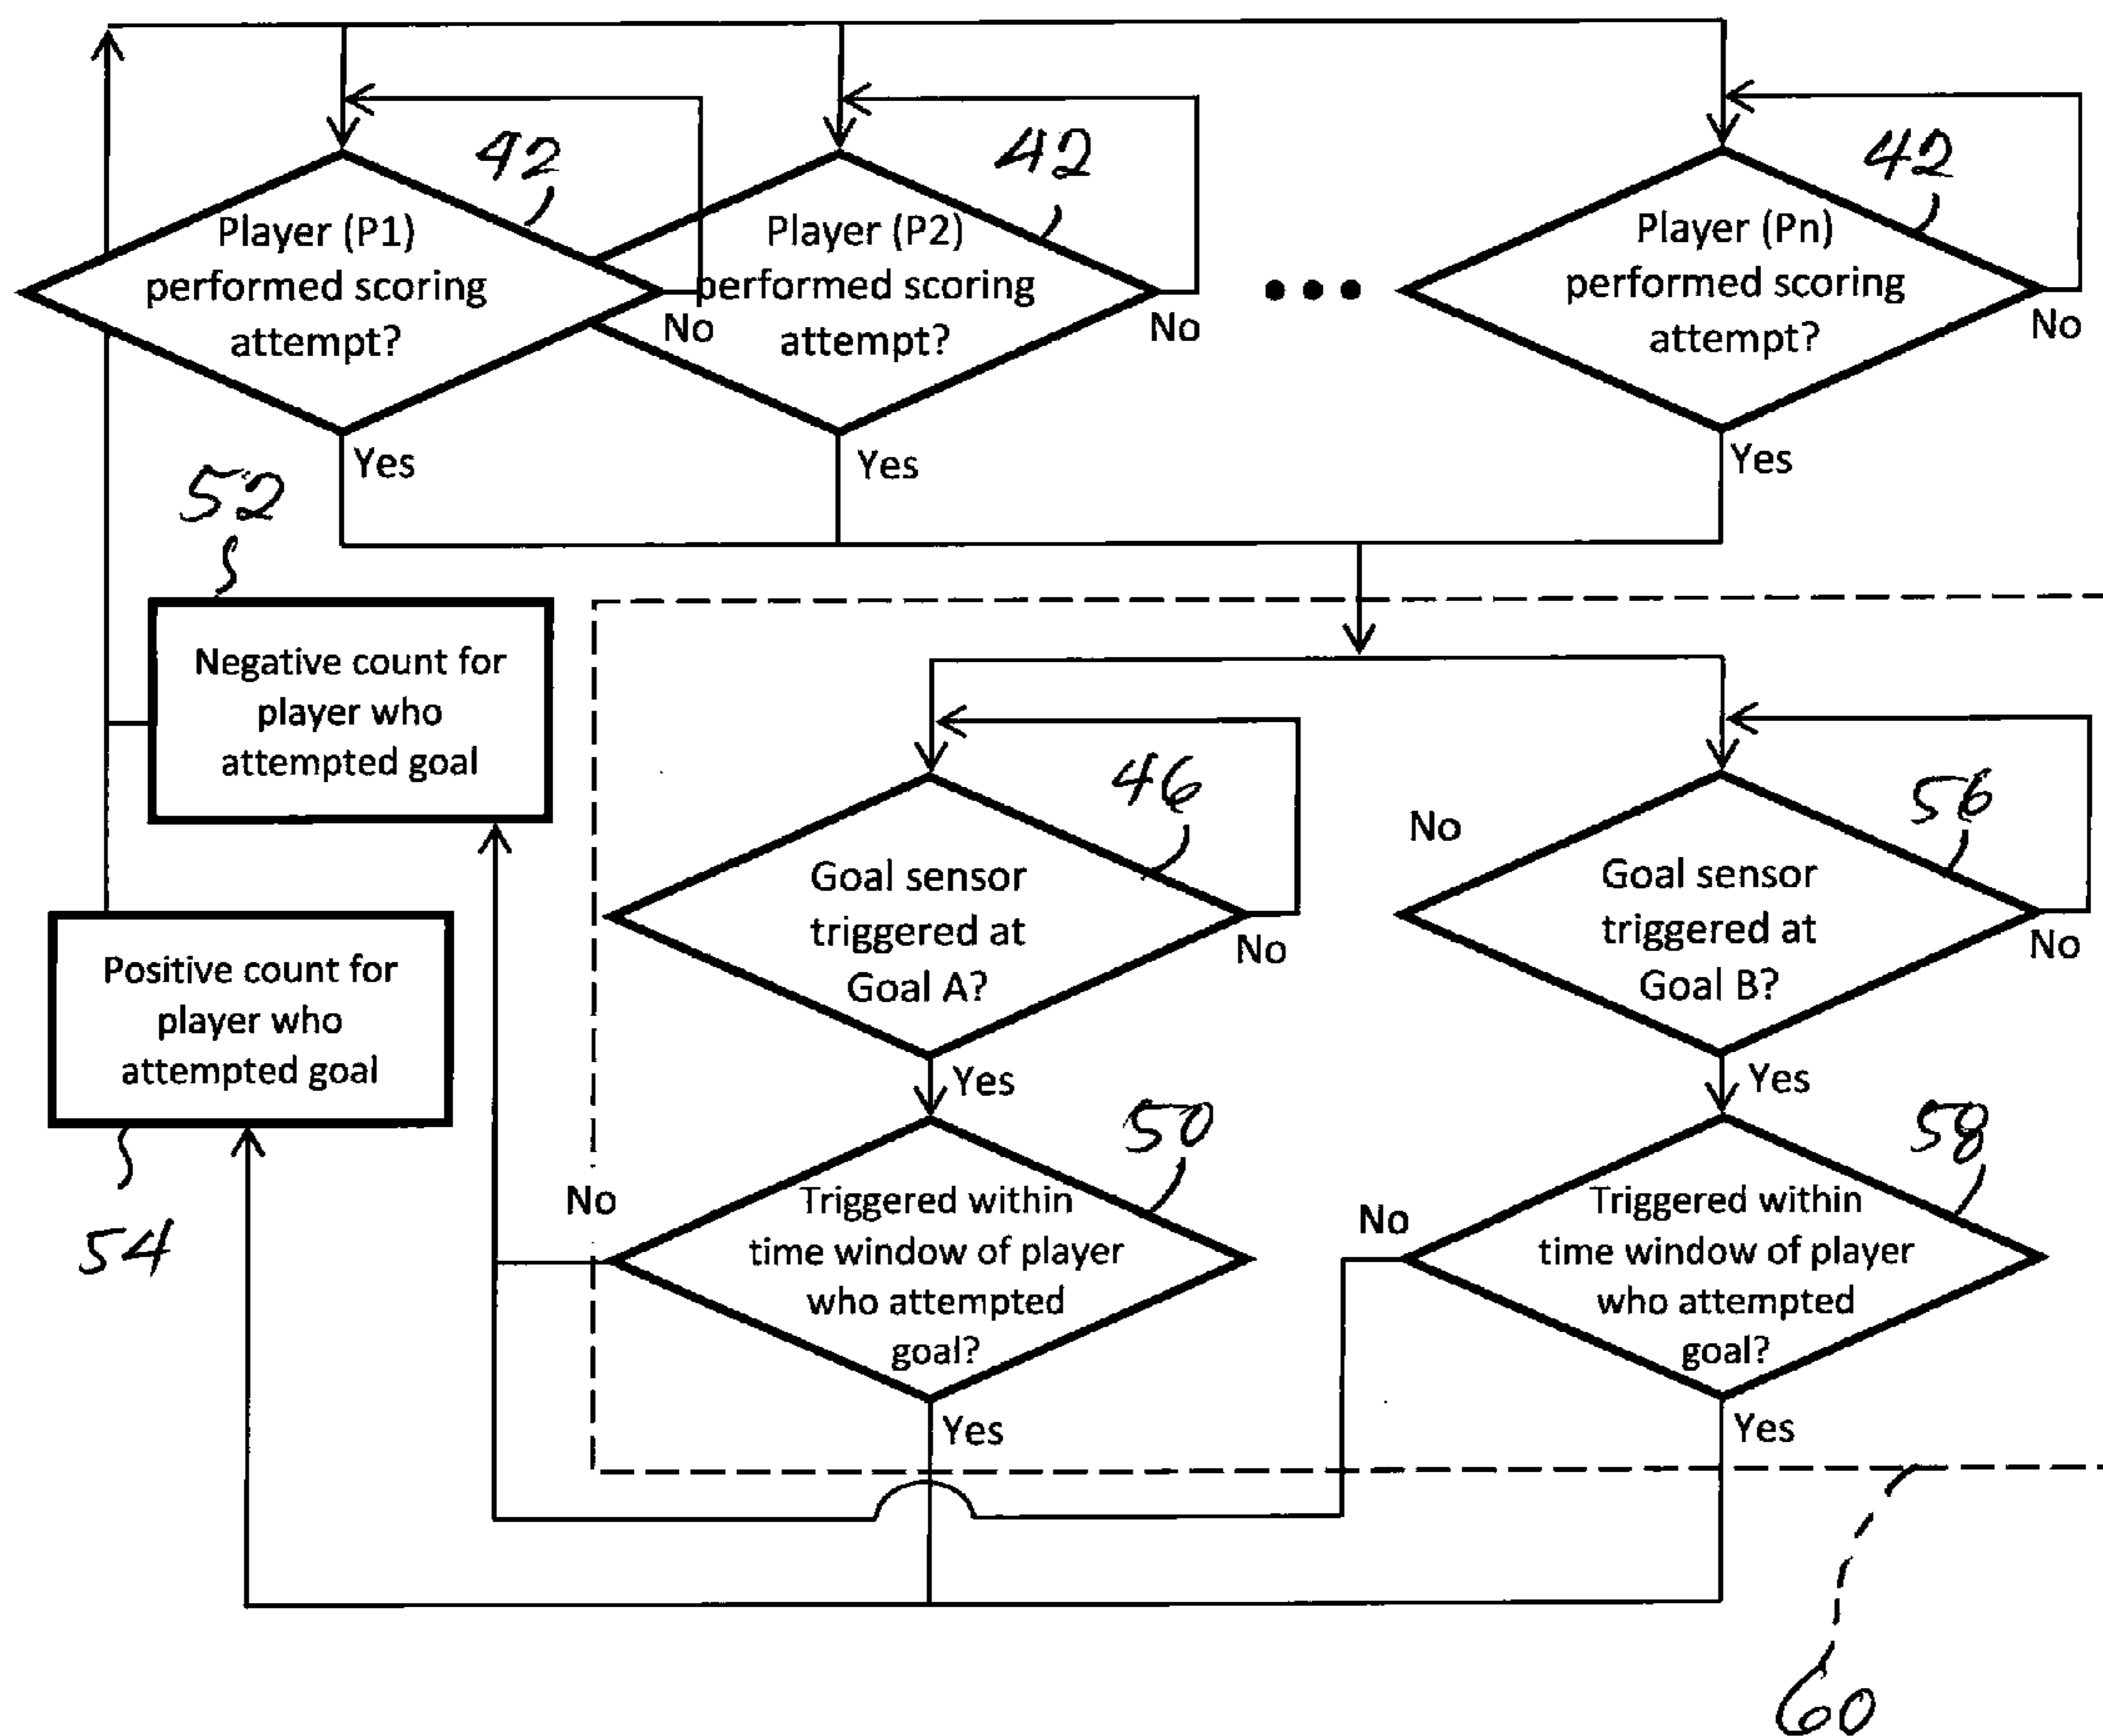 42
42
42
Player (P1)
performed scoring
attempt?
No
Player (P2)
performed scoring
attempt?
No
Player (Pn)
performed scoring
attempt?
No
Yes
Yes
Yes
52
Negative count for
player who
attempted goal
Positive count for
player who
attempted goal
54
46
Goal sensor
triggered at
Goal A?
No
Yes
No
56
Goal sensor
triggered at
Goal B?
No
Yes
50
No
Triggered within
time window of player
who attempted
goal?
Yes
58
No
Triggered within
time window of player
who attempted
goal?
Yes
60